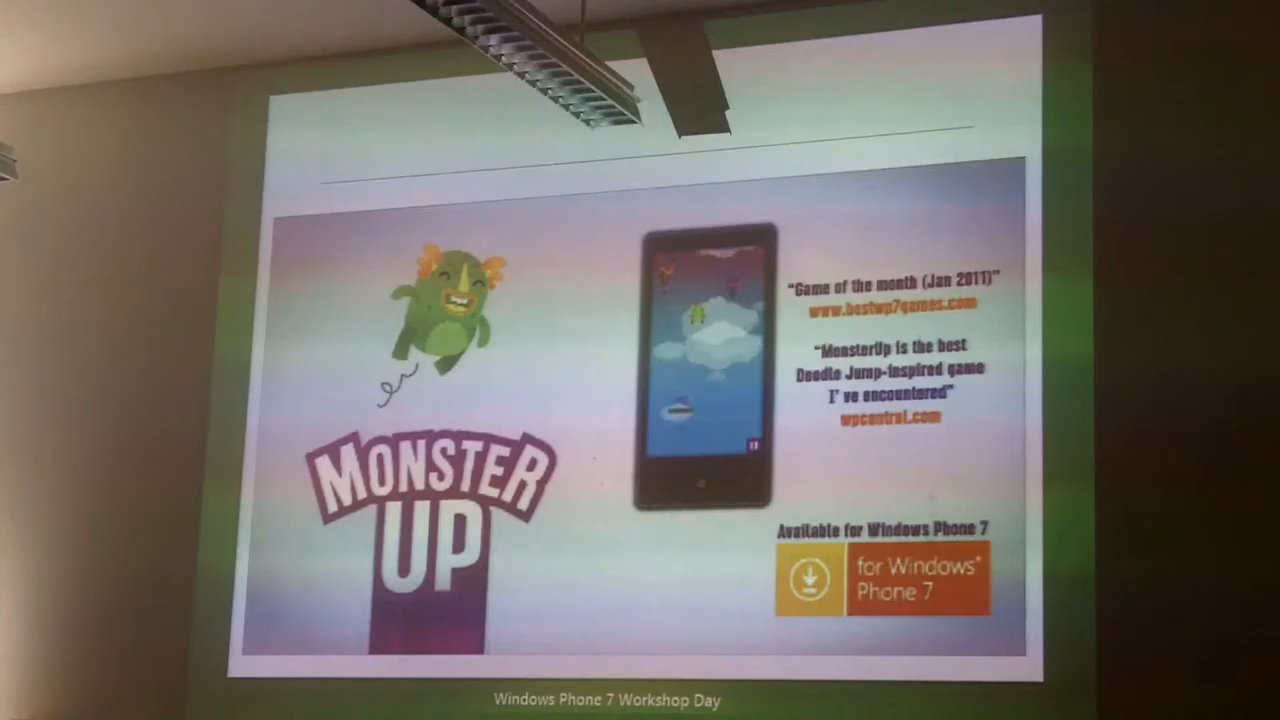 MONSTER
UP
“Game of the month (Jan 2011)”
www.bestwp7games.com
“MonsterUp is the best
Doodle Jump-inspired game
I’ ve encountered”
wpcentral.com
Available for Windows Phone 7
for Windows®
Phone 7
Windows Phone 7 Workshop Day